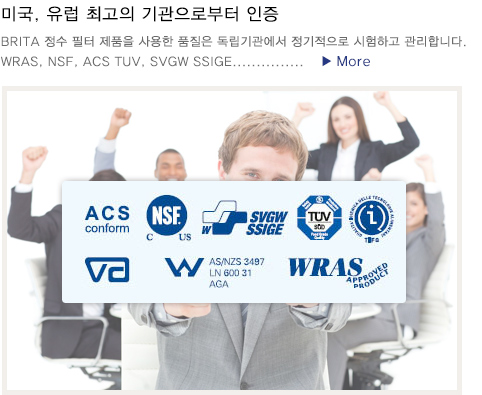 미국, 유럽 최고의 기관으로부터 인증
BRITA 정수 필터 제품을 사용한 품질은 독립기관에서 정기적으로 시험하고 관리합니다.
WRAS, NSF, ACS TUV, SVGW SSIGE............... ▶ More
ACS
conform
NSF
C US
W
SVGW
SSIGE
TÜV
SÜD
TIFQ
va
W
AS/NZS 3497
LN 600 31
AGA
WRAS
APPROVED
PRODUCT